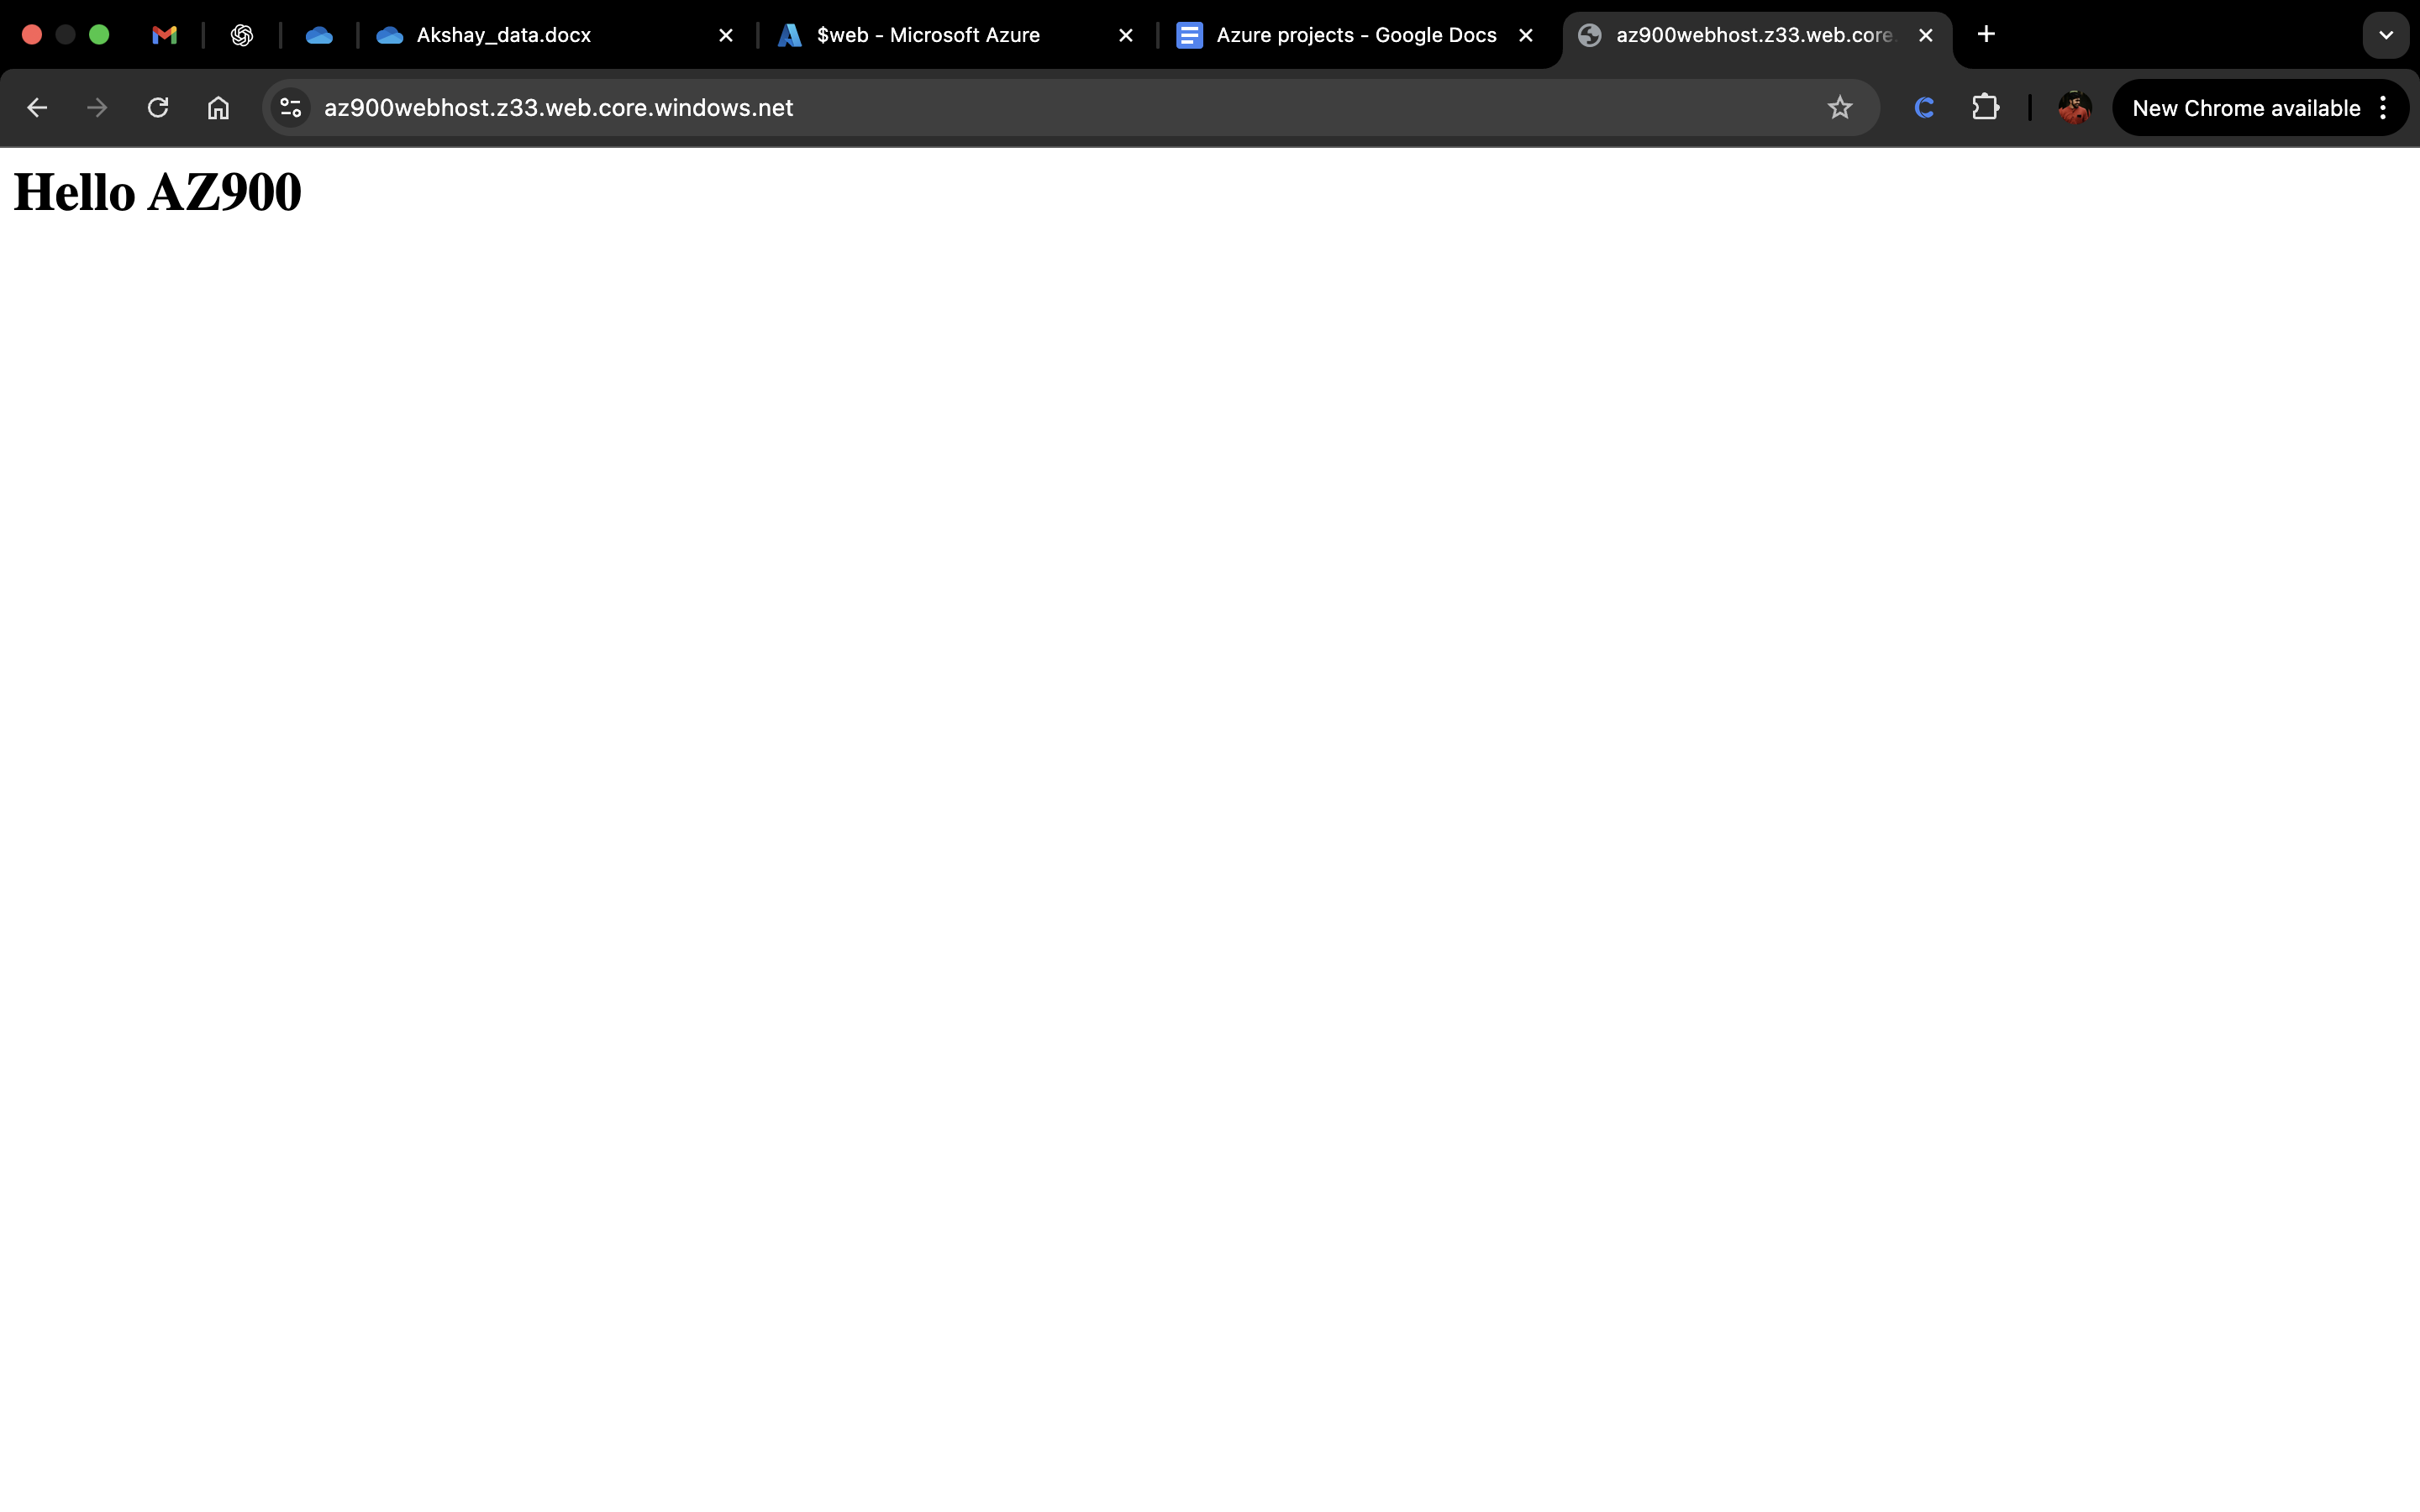 Akshay_data.docx
$web - Microsoft Azure
Azure projects - Google Docs
az900webhost.z33.web.core.
az900webhost.z33.web.core.windows.net
New Chrome available
Hello AZ900